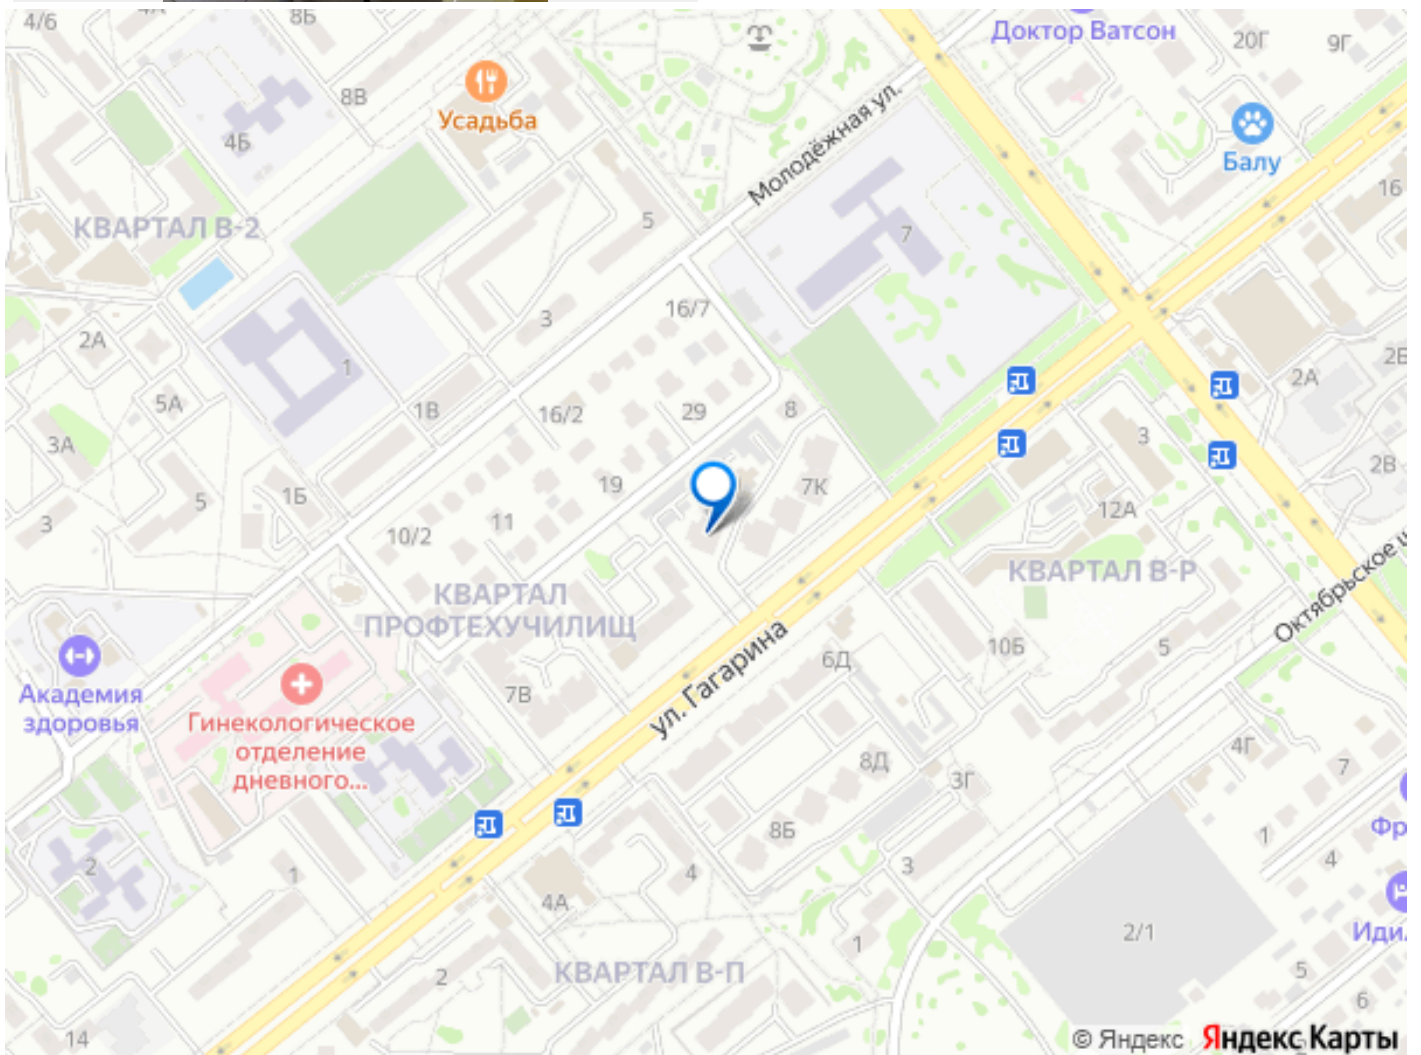 4/6
8Б
Доктор Ватсон
20Г
9Г
8В
Усадьба
4Б
Молодёжная ул.
Балу
16
КВАРТАЛ В-2
5
7
16/7
3
2А
1
2В
2А
5А
1В
16/2
29
8
3А
3
2В
5
1Б
19
7К
3
11
12А
10/2
КВАРТАЛ В-Р
КВАРТАЛ
ПРОФТЕХУЧИЛИЩ
Октябрьское ш
10Б
5
6Д
ул. Гагарина
Академия
здоровья
7В
Гинекологическое
отделение
дневного...
4Г
7
8Д
3Г
Фр
8Б
1
4
2
1
4
3
4А
2/1
Иди
1
КВАРТАЛ В-П
2
5
6
14
© Яндекс
Яндекс Карты